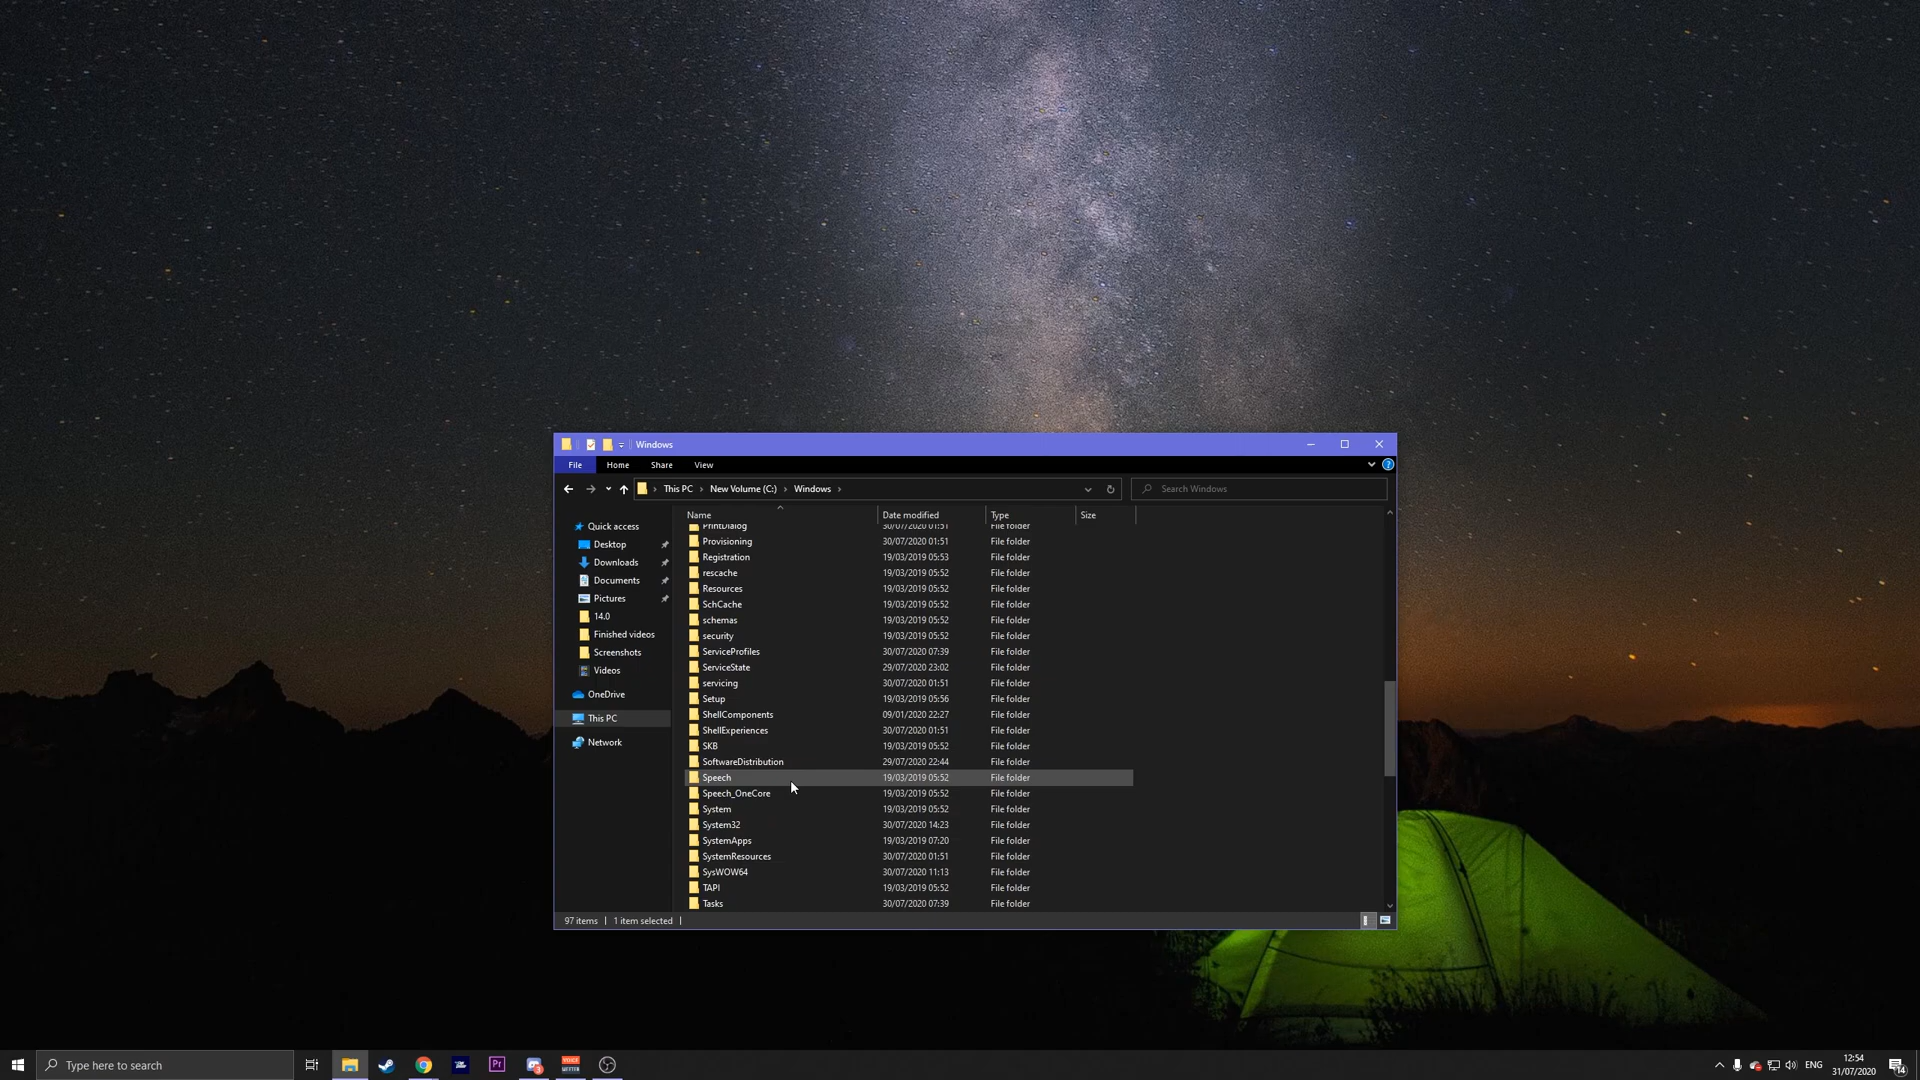 Windows
File Home Share View
This PC New Volume (C:) Windows Search Windows
Name Date modified Type Size
Quick access
Desktop
Downloads
Documents
Pictures
14.0
Finished videos
Screenshots
Videos
OneDrive
This PC
Network
PrintDialog 30/07/2020 01:51 File folder
Provisioning 30/07/2020 01:51 File folder
Registration 19/03/2019 05:53 File folder
rescache 19/03/2019 05:52 File folder
Resources 19/03/2019 05:52 File folder
SchCache 19/03/2019 05:52 File folder
schemas 19/03/2019 05:52 File folder
security 19/03/2019 05:52 File folder
ServiceProfiles 30/07/2020 07:39 File folder
ServiceState 29/07/2020 23:02 File folder
servicing 30/07/2020 01:51 File folder
Setup 19/03/2019 05:56 File folder
ShellComponents 09/01/2020 22:27 File folder
ShellExperiences 30/07/2020 01:51 File folder
SKB 19/03/2019 05:52 File folder
SoftwareDistribution 29/07/2020 22:44 File folder
Speech 19/03/2019 05:52 File folder
Speech_OneCore 19/03/2019 05:52 File folder
System 19/03/2019 05:52 File folder
System32 30/07/2020 14:23 File folder
SystemApps 19/03/2019 07:20 File folder
SystemResources 30/07/2020 01:51 File folder
SysWOW64 30/07/2020 11:13 File folder
TAPI 19/03/2019 05:52 File folder
Tasks 30/07/2020 07:39 File folder
97 items 1 item selected
Type here to search
Pr
3
ENG
12:54
31/07/2020
14